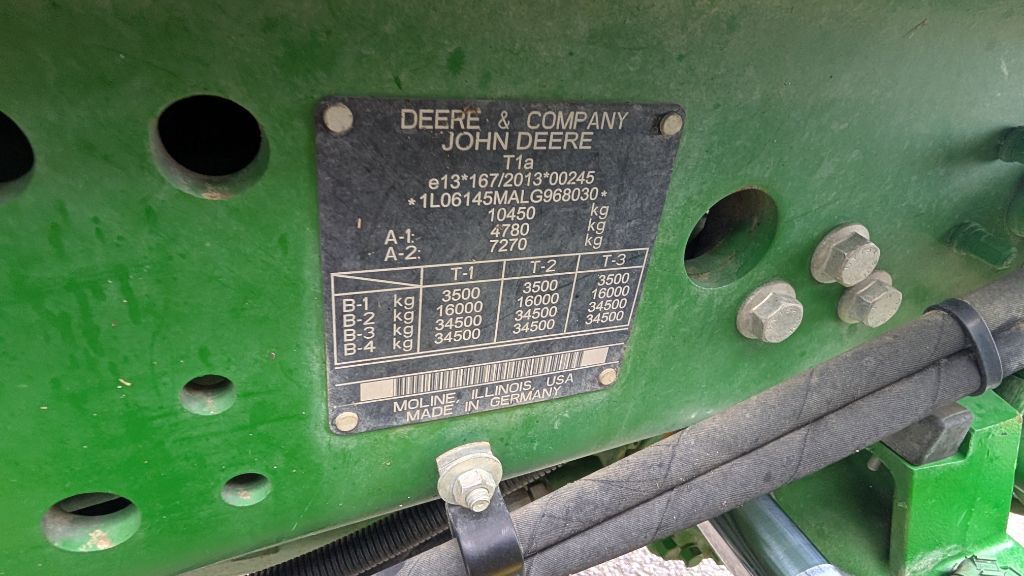 DEERE & COMPANY
JOHN DEERE
T1a
e13*167/2013*00245
*1L06145MALG968030*
10450 kg
A-1: 4780 kg
A-2: 7270 kg
T-1 T-2 T-3
B-1 kg 3500 3500 3500
B-2 kg 16000 16000 16000
B-3 kg 34500 34500 34500
B-4 kg 34500 34500 34500
MOLINE, ILLINOIS, USA
MADE IN GERMANY